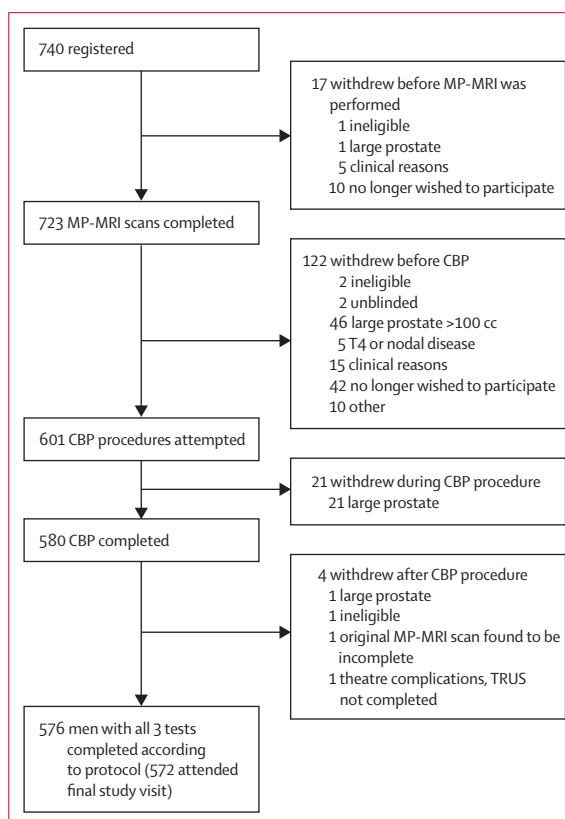 740 registered
17 withdrew before MP-MRI was
performed
1 ineligible
1 large prostate
5 clinical reasons
10 no longer wished to participate
723 MP-MRI scans completed
122 withdrew before CBP
2 ineligible
2 unblinded
46 large prostate >100 cc
5 T4 or nodal disease
15 clinical reasons
42 no longer wished to participate
10 other
601 CBP procedures attempted
21 withdrew during CBP procedure
21 large prostate
580 CBP completed
4 withdrew after CBP procedure
1 large prostate
1 ineligible
1 original MP-MRI scan found to be
incomplete
1 theatre complications, TRUS
not completed
576 men with all 3 tests
completed according
to protocol (572 attended
final study visit)